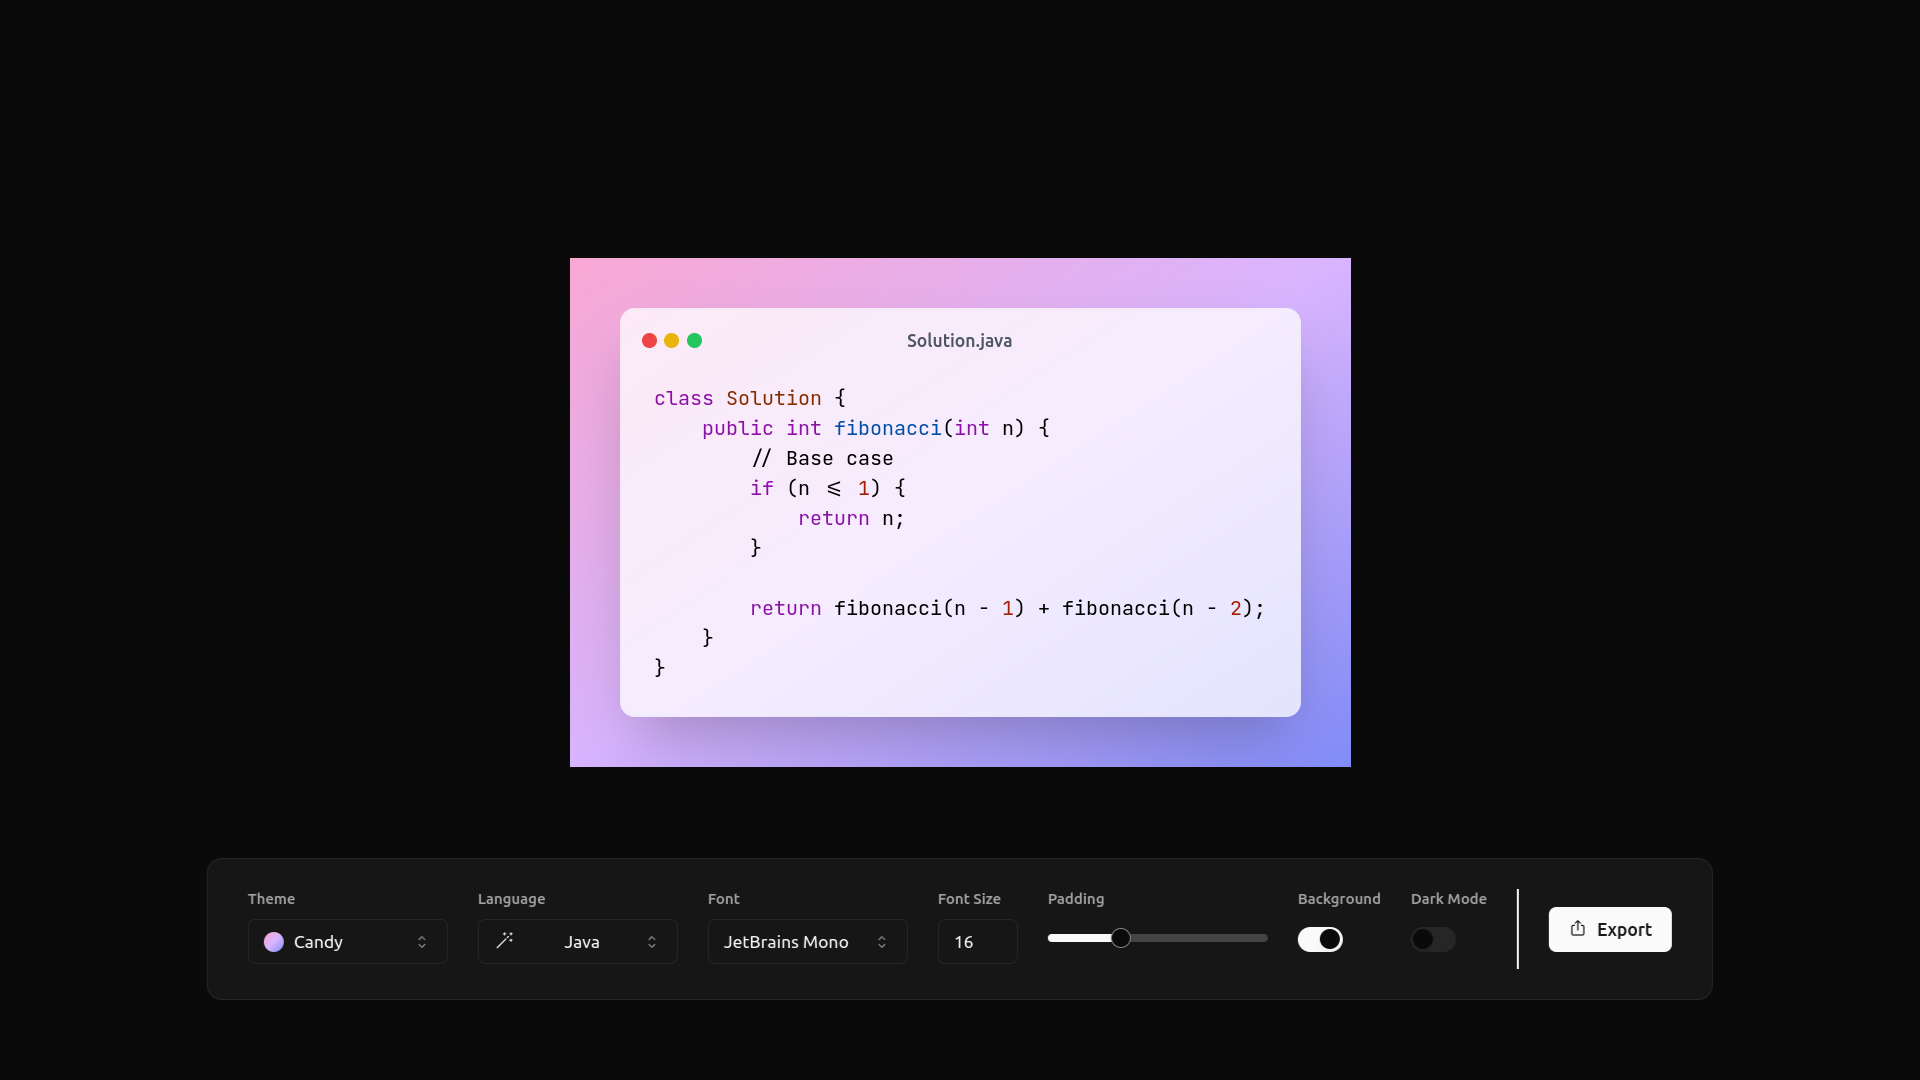 Solution.java
class Solution {
    public int fibonacci(int n) {
        // Base case
        if (n <= 1) {
            return n;
        }

        return fibonacci(n - 1) + fibonacci(n - 2);
    }
}
Theme
Candy
Language
Java
Font
JetBrains Mono
Font Size
16
Padding
Background
Dark Mode
Export